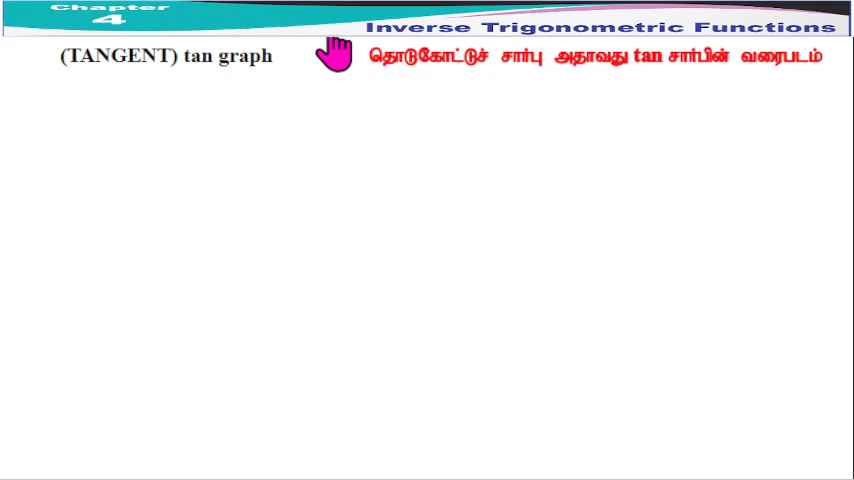 Chapter
4
Inverse Trigonometric Functions
(TANGENT) tan graph
தொடுகோட்டுச் சார்பு அதாவது tan சார்பின் வரைபடம்